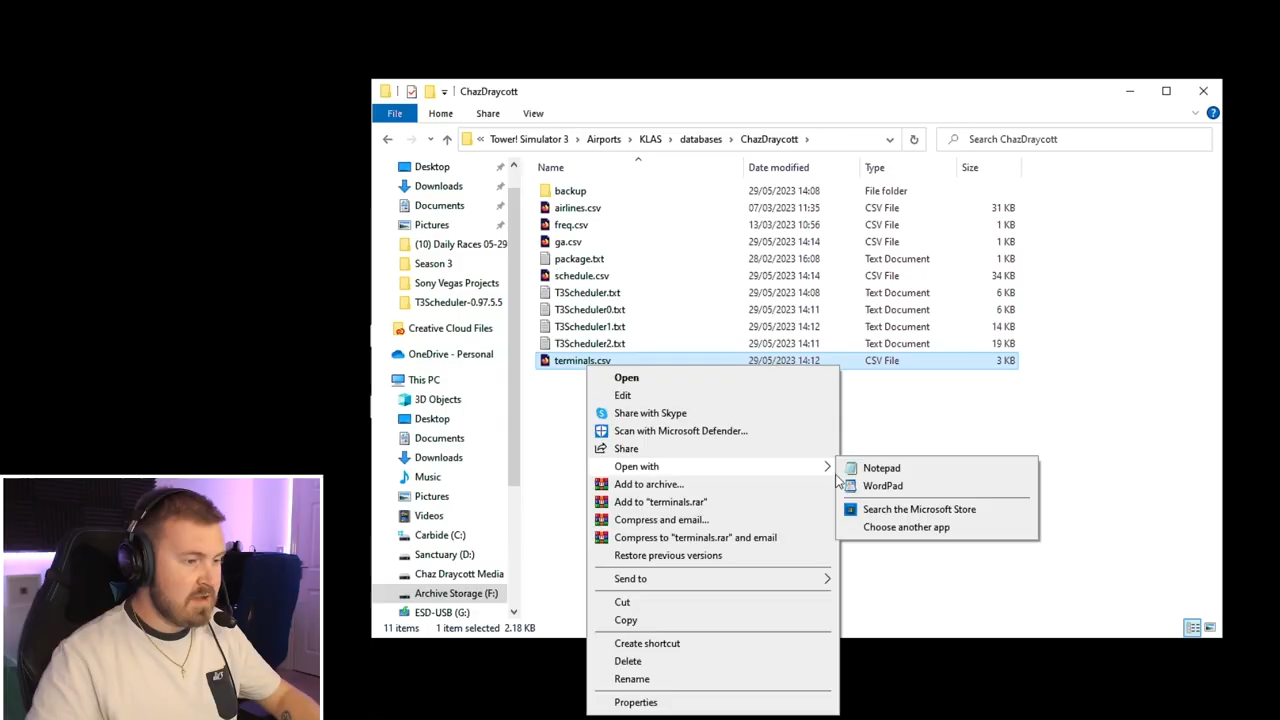 ChazDraycott
File Home Share View
« Tower! Simulator 3 > Airports > KLAS > databases > ChazDraycott >
Search ChazDraycott
Name Date modified Type Size
Desktop
Downloads
Documents
Pictures
(10) Daily Races 05-29
Season 3
Sony Vegas Projects
T3Scheduler-0.97.5.5
Creative Cloud Files
OneDrive - Personal
This PC
3D Objects
Desktop
Documents
Downloads
Music
Pictures
Videos
Carbide (C:)
Sanctuary (D:)
Chaz Draycott Media
Archive Storage (F:)
ESD-USB (G:)
backup 29/05/2023 14:08 File folder
airlines.csv 07/03/2023 11:35 CSV File 31 KB
freq.csv 13/03/2023 10:56 CSV File 1 KB
ga.csv 29/05/2023 14:14 CSV File 1 KB
package.txt 28/02/2023 16:08 Text Document 1 KB
schedule.csv 29/05/2023 14:14 CSV File 34 KB
T3Scheduler.txt 29/05/2023 14:08 Text Document 6 KB
T3Scheduler0.txt 29/05/2023 14:11 Text Document 6 KB
T3Scheduler1.txt 29/05/2023 14:12 Text Document 14 KB
T3Scheduler2.txt 29/05/2023 14:11 Text Document 19 KB
terminals.csv 29/05/2023 14:12 CSV File 3 KB
Open
Edit
Share with Skype
Scan with Microsoft Defender...
Share
Open with
Add to archive...
Add to "terminals.rar"
Compress and email...
Compress to "terminals.rar" and email
Restore previous versions
Send to
Cut
Copy
Create shortcut
Delete
Rename
Properties
Notepad
WordPad
Search the Microsoft Store
Choose another app
11 items 1 item selected 2.18 KB